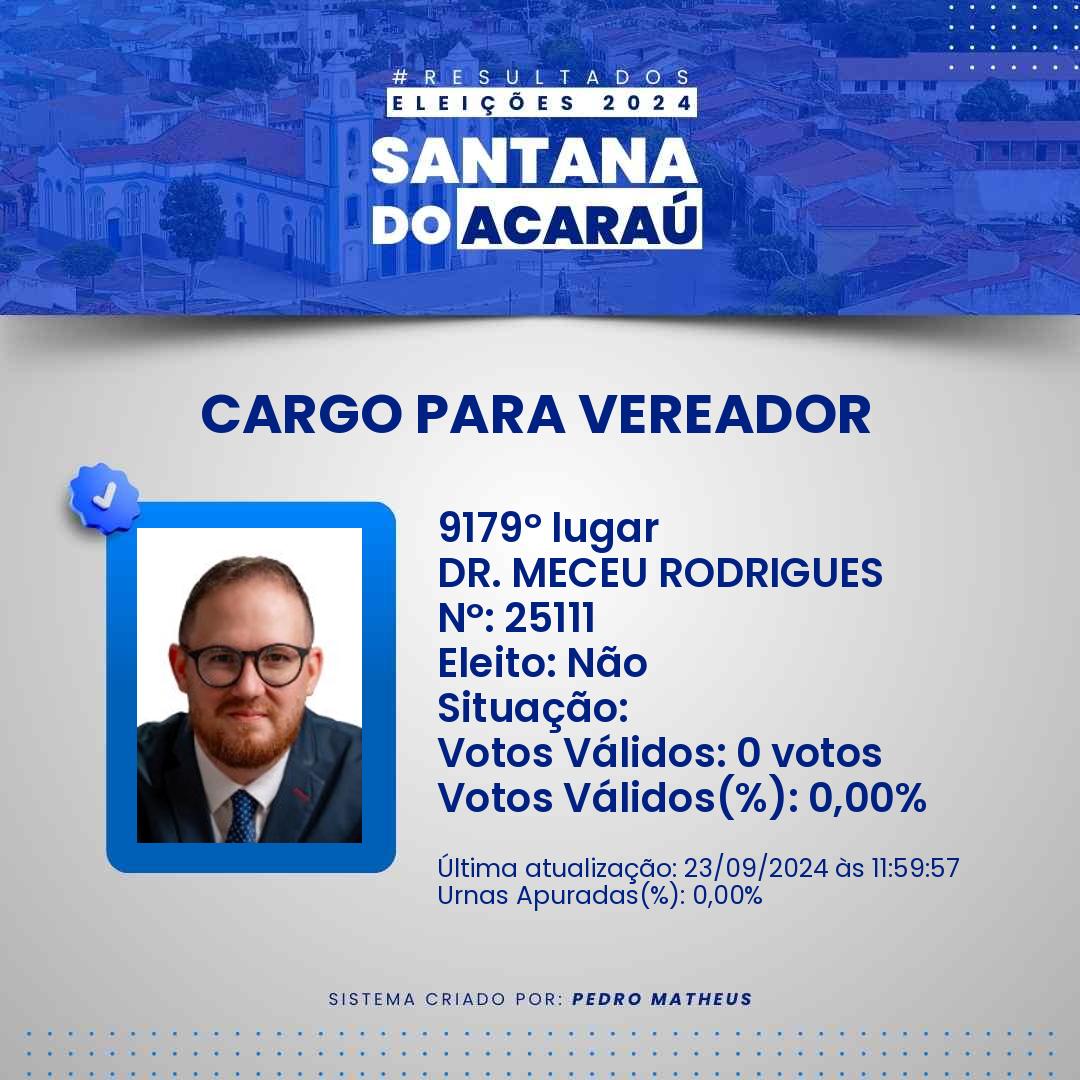 #RESULTADOS
ELEIÇÕES 2024
SANTANA
DO ACARAÚ
CARGO PARA VEREADOR
9179º lugar
DR. MECEU RODRIGUES
Nº: 25111
Eleito: Não
Situação:
Votos Válidos: 0 votos
Votos Válidos(%): 0,00%
Última atualização: 23/09/2024 às 11:59:57
Urnas Apuradas(%): 0,00%
SISTEMA CRIADO POR: PEDRO MATHEUS